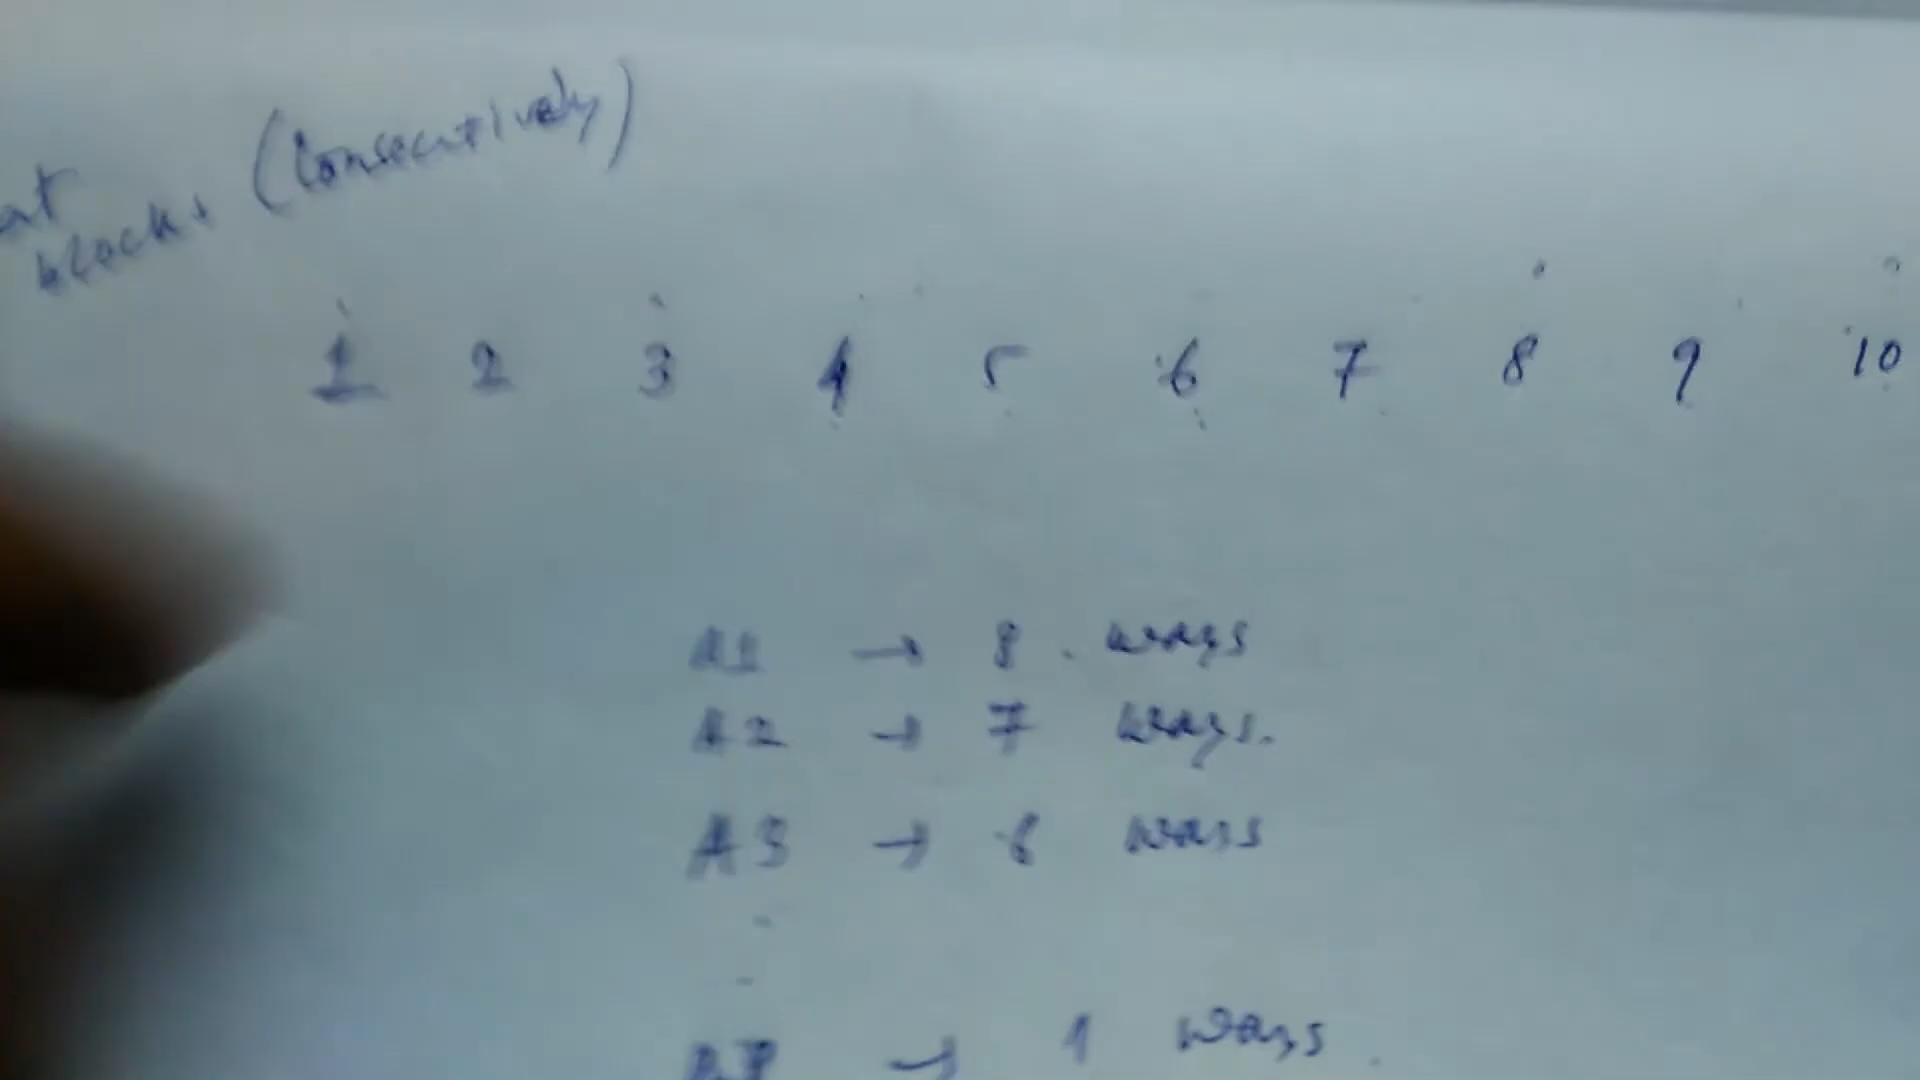 at
blocks (Consecutively)
1 2 3 4 5 6 7 8 9 10
A1 → 8 ways
A2 → 7 ways.
A3 → 6 ways
→ 1 ways